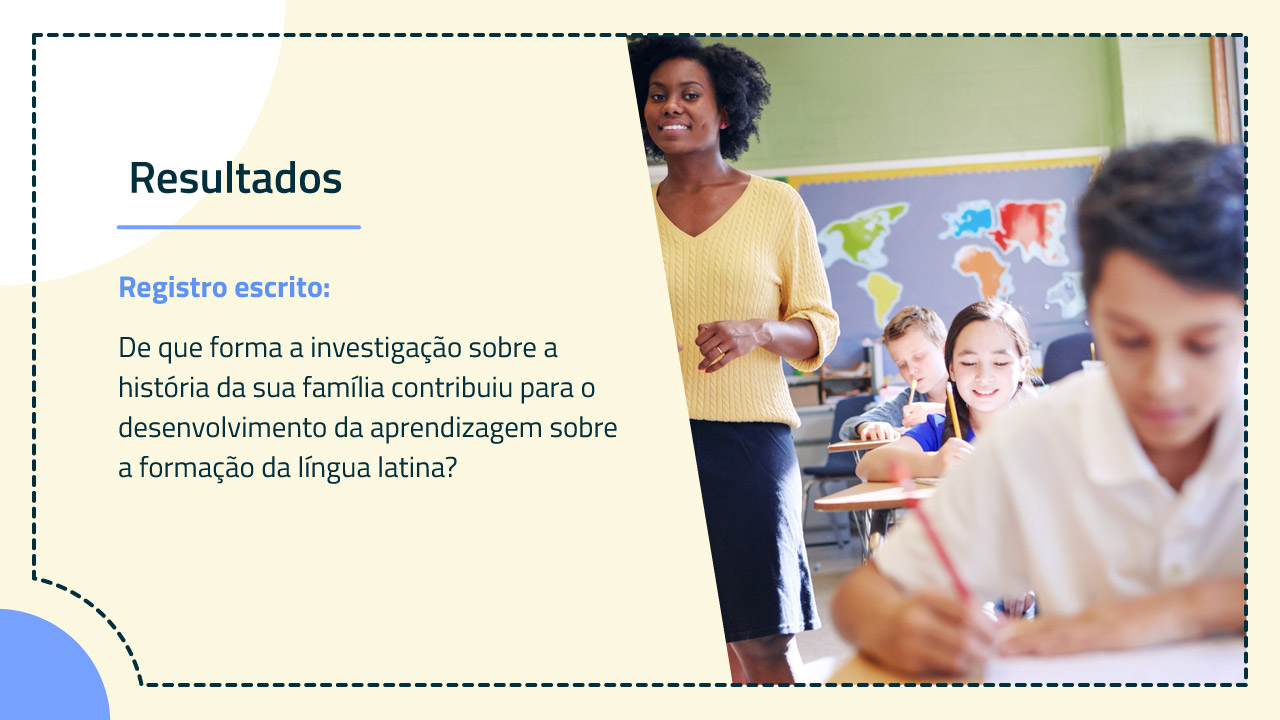 Resultados
Registro escrito:
De que forma a investigação sobre a
história da sua família contribuiu para o
desenvolvimento da aprendizagem sobre
a formação da língua latina?